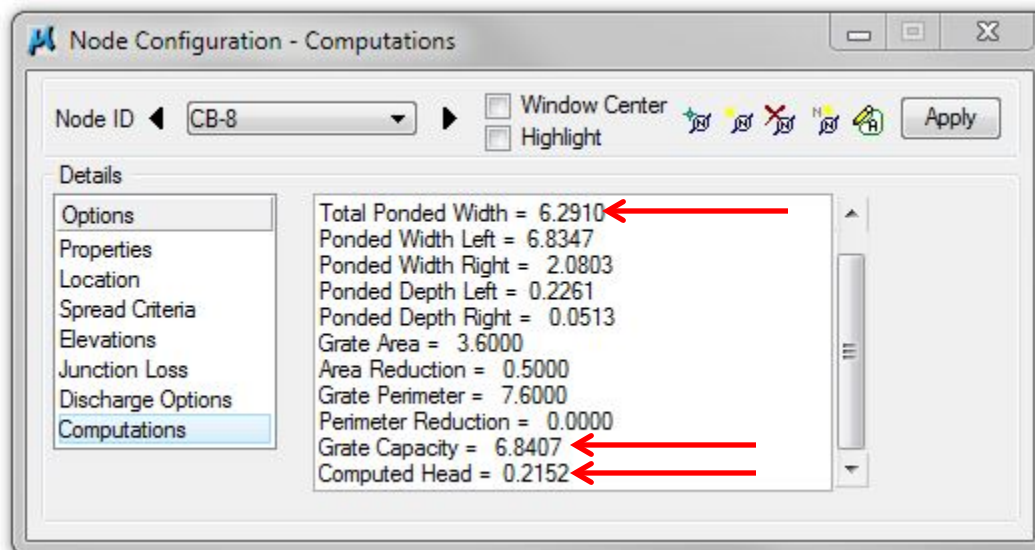 Node Configuration - Computations
Node ID CB-8 Window Center Apply
Highlight
Details
Options
Properties
Location
Spread Criteria
Elevations
Junction Loss
Discharge Options
Computations
Total Ponded Width = 6.2910
Ponded Width Left = 6.8347
Ponded Width Right = 2.0803
Ponded Depth Left = 0.2261
Ponded Depth Right = 0.0513
Grate Area = 3.6000
Area Reduction = 0.5000
Grate Perimeter = 7.6000
Perimeter Reduction = 0.0000
Grate Capacity = 6.8407
Computed Head = 0.2152